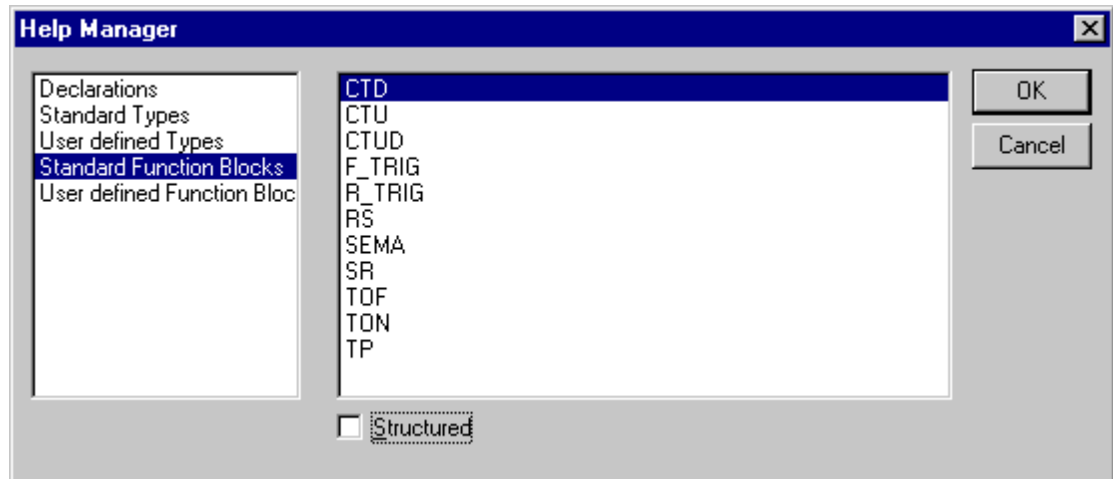 Help Manager
Declarations
Standard Types
User defined Types
Standard Function Blocks
User defined Function Bloc
CTD
CTU
CTUD
F_TRIG
R_TRIG
RS
SEMA
SR
TOF
TON
TP
OK
Cancel
Structured